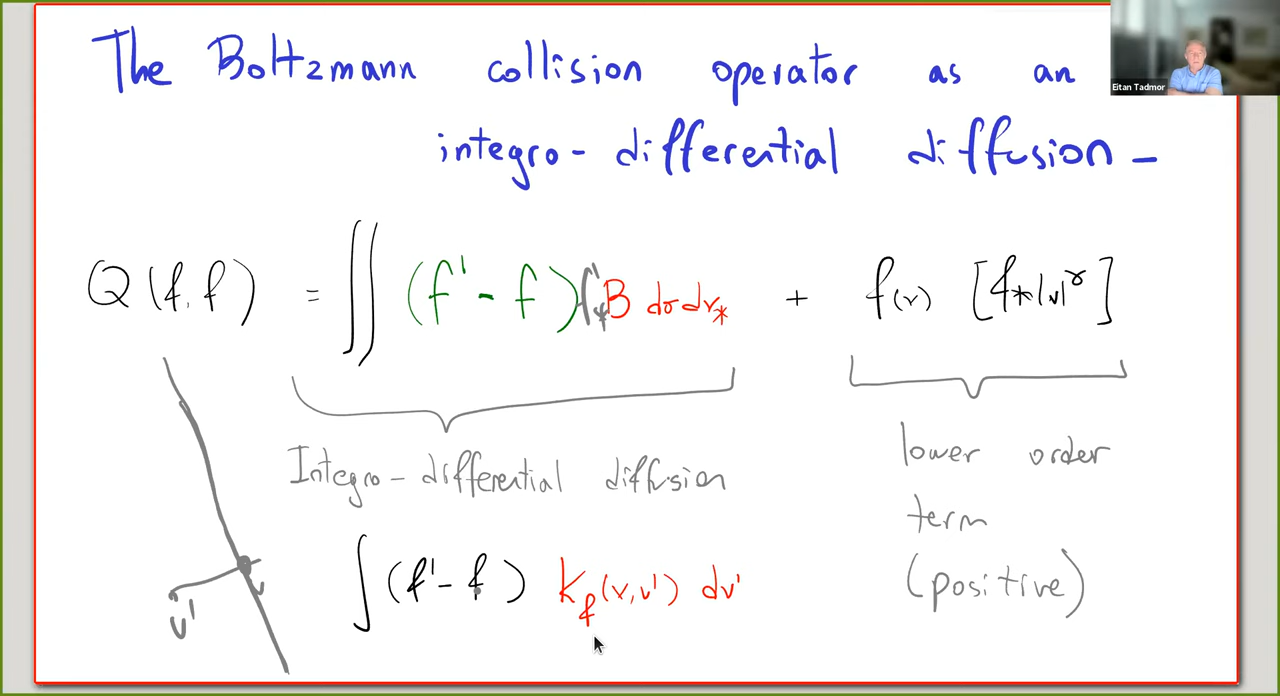 The Boltzmann collision operator as an
Eitan Tadmor
integro-differential diffusion -
Q(f,f) = ∬ (f'-f) f'_* B dσ dv_* + f(v) [f * |v|^γ]
Integro-differential diffusion
lower order
term
(positive)
∫ (f'-f) K_f(v,v') dv'
v
v'